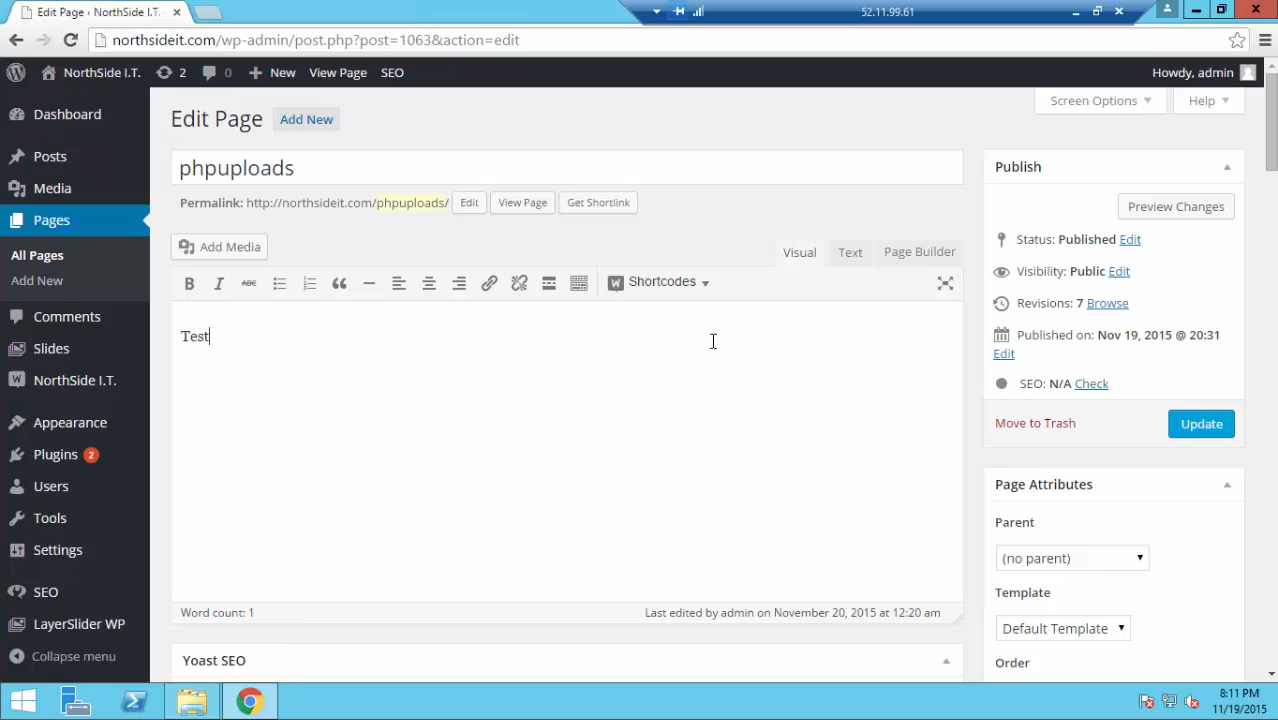 Edit Page ‹ NorthSide I.T.
52.11.99.61
northsideit.com/wp-admin/post.php?post=1063&action=edit
NorthSide I.T. 2 0 New View Page SEO Howdy, admin
Dashboard
Posts
Media
Pages
All Pages
Add New
Comments
Slides
NorthSide I.T.
Appearance
Plugins 2
Users
Tools
Settings
SEO
LayerSlider WP
Collapse menu
Screen Options Help
Edit Page Add New
phpuploads
Permalink: http://northsideit.com/phpuploads/ Edit View Page Get Shortlink
Add Media Visual Text Page Builder
B I ABC Shortcodes
Test
Word count: 1 Last edited by admin on November 20, 2015 at 12:20 am
Yoast SEO
Publish
Preview Changes
Status: Published Edit
Visibility: Public Edit
Revisions: 7 Browse
Published on: Nov 19, 2015 @ 20:31
Edit
SEO: N/A Check
Move to Trash Update
Page Attributes
Parent
(no parent)
Template
Default Template
Order
8:11 PM
11/19/2015